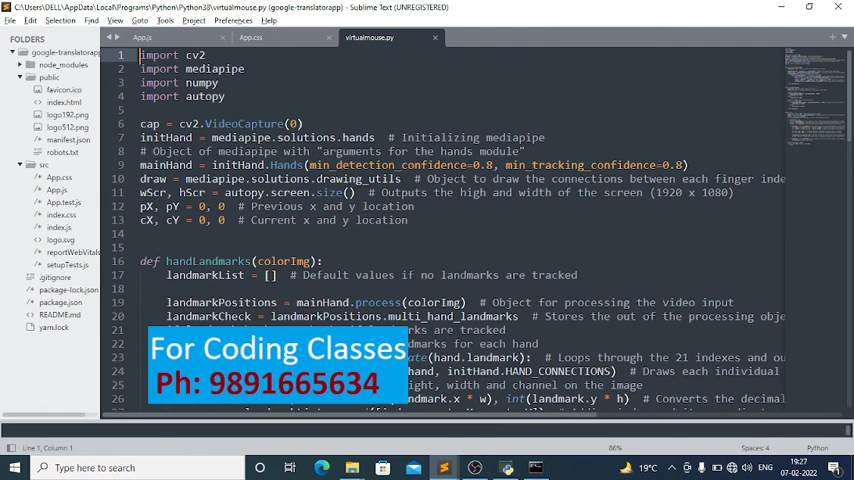 C:\Users\DELL\AppData\Local\Programs\Python\Python38\virtualmouse.py (google-translatorapp) - Sublime Text (UNREGISTERED)
File Edit Selection Find View Goto Tools Project Preferences Help
FOLDERS
google-translatorapp
node_modules
public
favicon.ico
index.html
logo192.png
logo512.png
manifest.json
robots.txt
src
App.css
App.js
App.test.js
index.css
index.js
logo.svg
reportWebVitals
setupTests.js
.gitignore
package-lock.json
package.json
README.md
yarn.lock
App.js App.css virtualmouse.py
1 import cv2
2 import mediapipe
3 import numpy
4 import autopy
5
6 cap = cv2.VideoCapture(0)
7 initHand = mediapipe.solutions.hands # Initializing mediapipe
8 # Object of mediapipe with "arguments for the hands module"
9 mainHand = initHand.Hands(min_detection_confidence=0.8, min_tracking_confidence=0.8)
10 draw = mediapipe.solutions.drawing_utils # Object to draw the connections between each finger inde
11 wScr, hScr = autopy.screen.size() # Outputs the high and width of the screen (1920 x 1080)
12 pX, pY = 0, 0 # Previous x and y location
13 cX, cY = 0, 0 # Current x and y location
14
15
16 def handLandmarks(colorImg):
17 landmarkList = [] # Default values if no landmarks are tracked
18
19 landmarkPositions = mainHand.process(colorImg) # Object for processing the video input
20 landmarkCheck = landmarkPositions.multi_hand_landmarks # Stores the out of the processing obje
21 rks are tracked
22 dmarks for each hand
23 ate(hand.landmark): # Loops through the 21 indexes and ou
24 hand, initHand.HAND_CONNECTIONS) # Draws each individual
25 ight, width and channel on the image
26 andmark.x * w), int(landmark.y * h) # Converts the decimal
For Coding Classes
Ph: 9891665634
Line 1, Column 1 86% Spaces: 4 Python
Type here to search 19°C ENG 19:27
07-02-2022